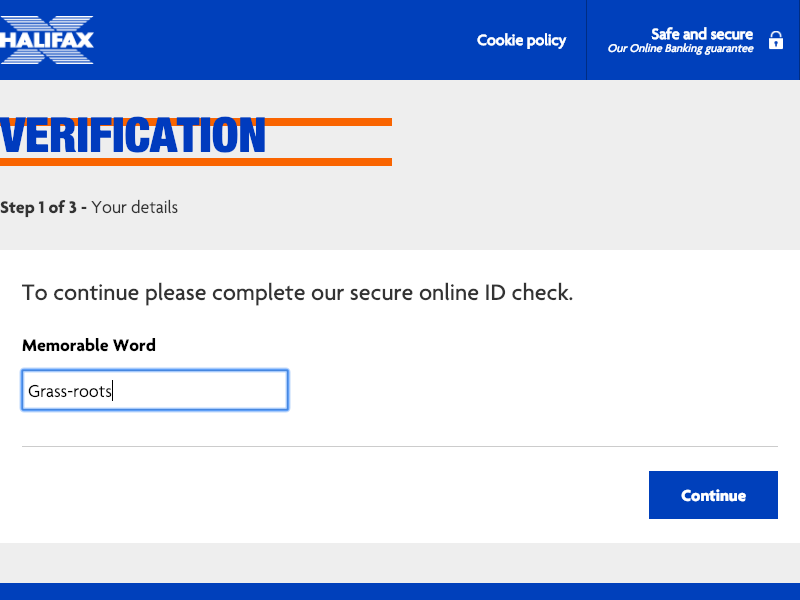 HALIFAX
Cookie policy
Safe and secure
Our Online Banking guarantee
VERIFICATION
Step 1 of 3 - Your details
To continue please complete our secure online ID check.
Memorable Word
Grass-roots
Continue